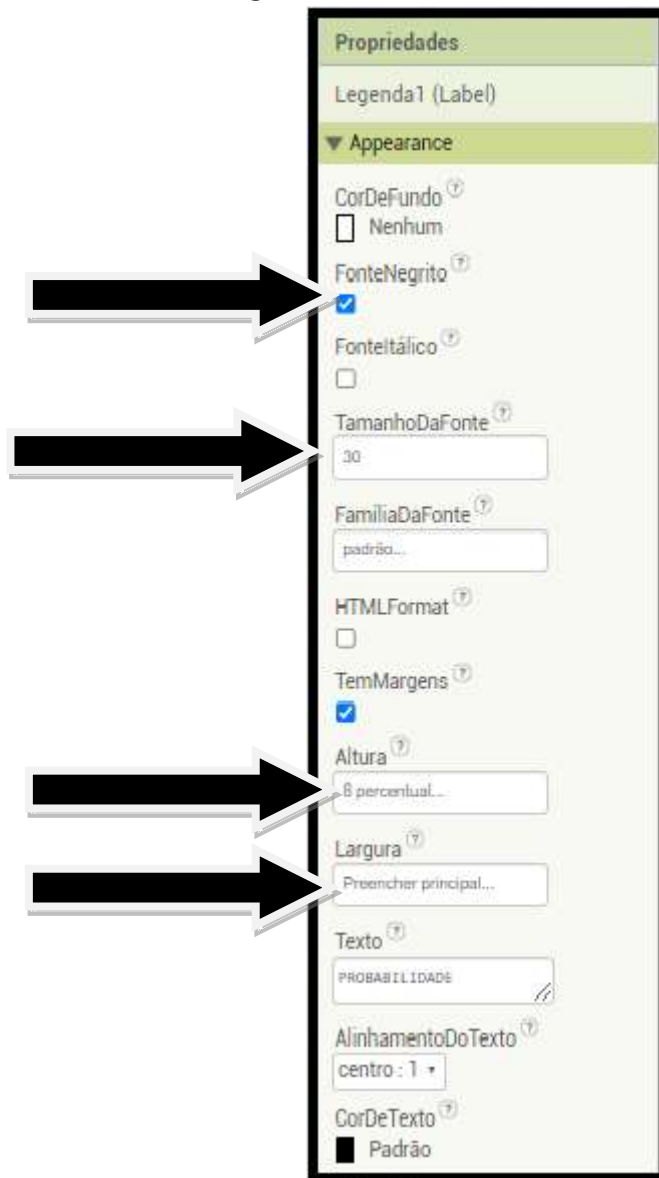 Propriedades
Legenda1 (Label)
Appearance
CorDeFundo
Nenhum
FonteNegrito
FonteItálico
TamanhoDaFonte
30
FamíliaDaFonte
padrão...
HTMLFormat
TemMargens
Altura
8 percentual...
Largura
Preencher principal...
Texto
PROBABILIDADE
AlinhamentoDoTexto
centro : 1
CorDeTexto
Padrão